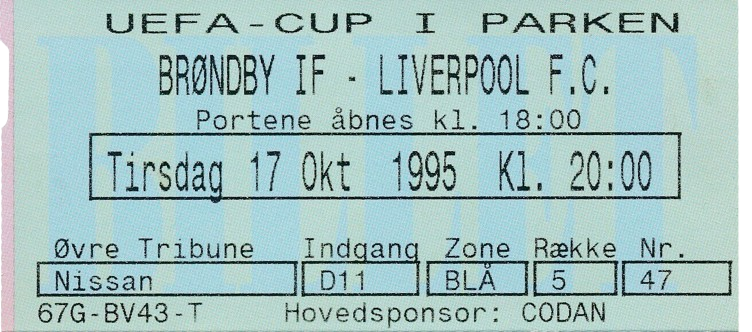 UEFA-CUP I PARKEN
BRØNDBY IF - LIVERPOOL F.C.
Portene åbnes kl. 18:00
Tirsdag 17 Okt 1995 Kl. 20:00
Øvre Tribune Indgang Zone Række Nr.
Nissan D11 BLÅ 5 47
67G-BV43-T Hovedsponsor: CODAN
BILLET